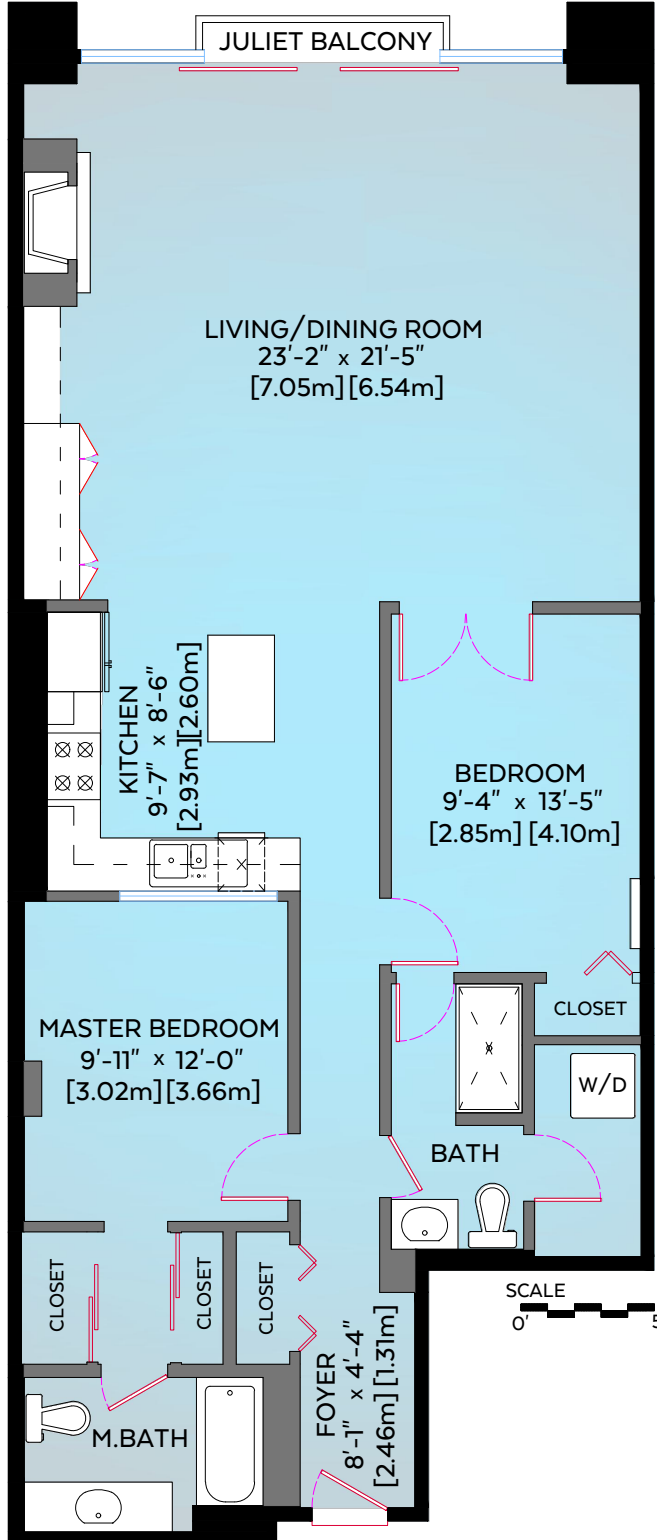 JULIET BALCONY
LIVING/DINING ROOM
23'-2" x 21'-5"
[7.05m] [6.54m]
KITCHEN
9'-7" x 8'-6"
[2.93m][2.60m]
BEDROOM
9'-4" x 13'-5"
[2.85m] [4.10m]
CLOSET
MASTER BEDROOM
9'-11" x 12'-0"
[3.02m] [3.66m]
W/D
BATH
CLOSET
CLOSET
CLOSET
SCALE
0' 5
FOYER
8'-1" x 4'-4"
[2.46m] [1.31m]
M.BATH